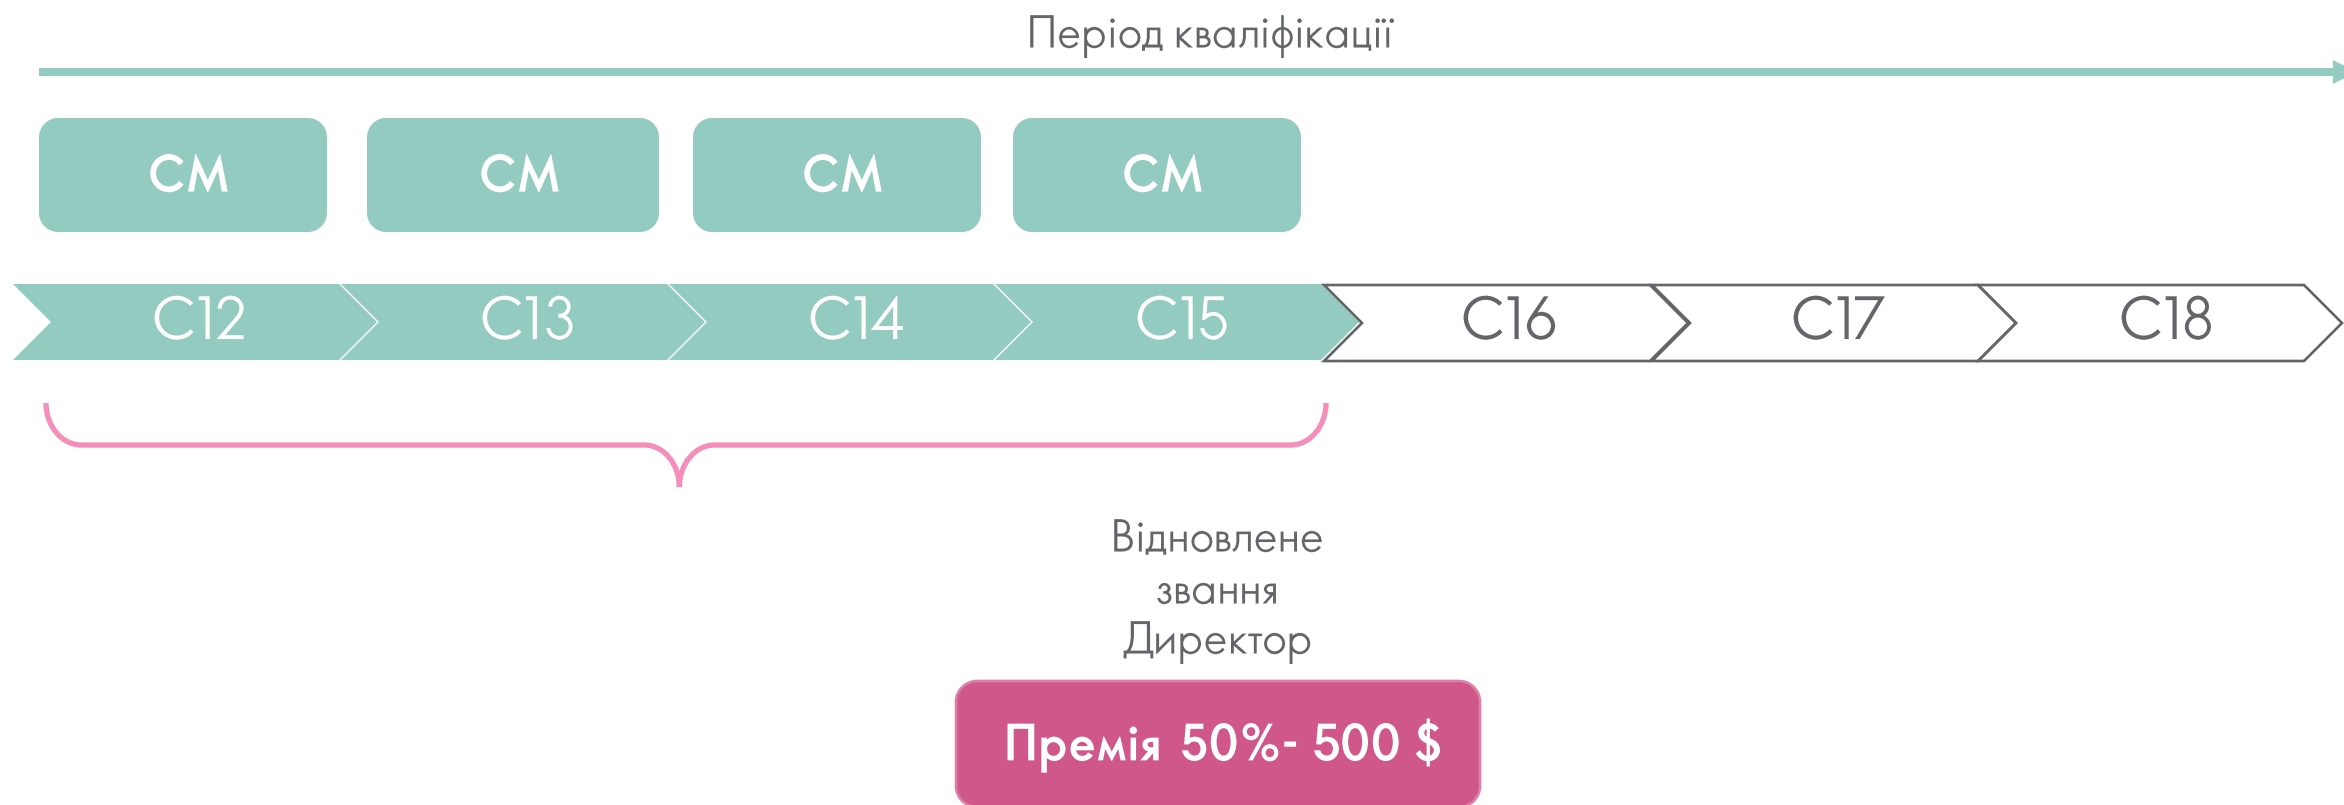 Період кваліфікації
СМ СМ СМ СМ
С12 С13 С14 С15 С16 С17 С18
Відновлене
звання
Директор
Премія 50%- 500 $